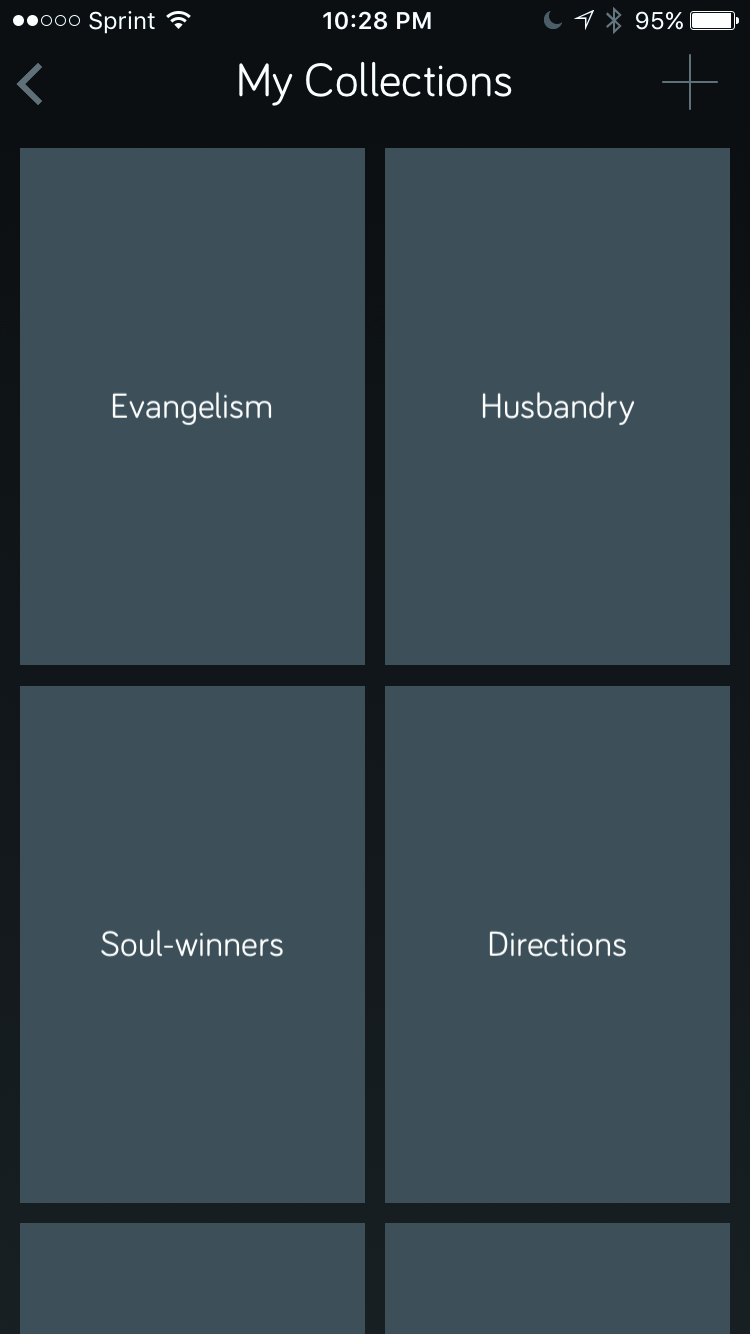 Sprint 10:28 PM 95%
My Collections
Evangelism Husbandry
Soul-winners Directions